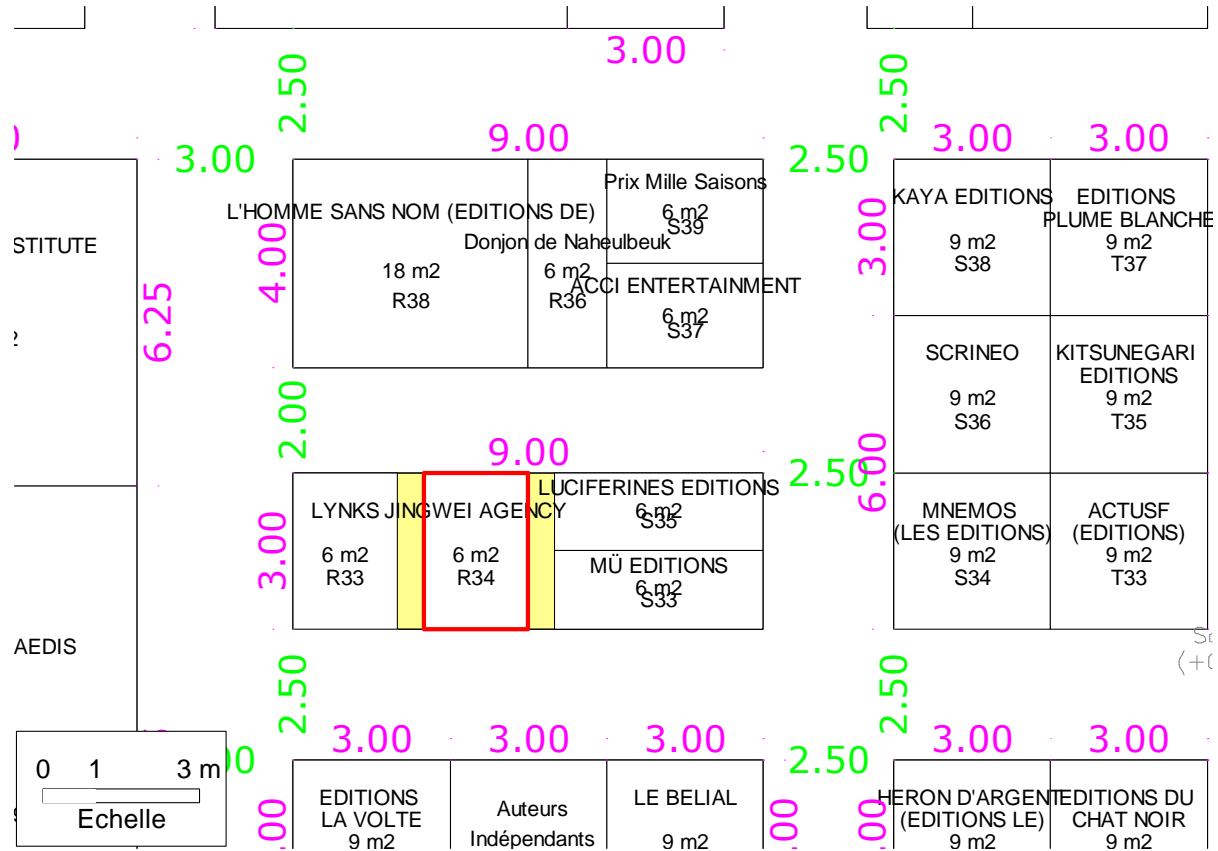 3.00
2.50
2.50
9.00
3.00
3.00
3.00
2.50
L'HOMME SANS NOM (EDITIONS DE)
18 m2
R38
4.00
Donjon de Naheulbeuk
6 m2
R36
Prix Mille Saisons
6 m2
S39
ACCI ENTERTAINMENT
6 m2
S37
KAYA EDITIONS
9 m2
S38
3.00
EDITIONS
PLUME BLANCHE
9 m2
T37
STITUTE
6.25
SCRINEO
9 m2
S36
KITSUNEGARI
EDITIONS
9 m2
T35
2.00
9.00
2.50
6.00
LYNKS
6 m2
R33
3.00
JINGWEI AGENCY
6 m2
R34
LUCIFERINES EDITIONS
6 m2
S35
MÜ EDITIONS
6 m2
S33
MNEMOS
(LES EDITIONS)
9 m2
S34
ACTUSF
(EDITIONS)
9 m2
T33
AEDIS
2.50
2.50
3.00
3.00
3.00
2.50
3.00
3.00
0 1 3 m
Echelle
EDITIONS
LA VOLTE
9 m2
Auteurs
Indépendants
LE BELIAL
9 m2
HERON D'ARGENT
(EDITIONS LE)
9 m2
EDITIONS DU
CHAT NOIR
9 m2